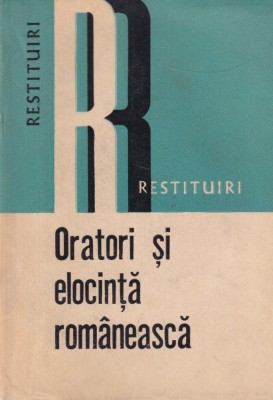 RESTITUIRI
R
RESTITUIRI
Oratori și
elocință
românească